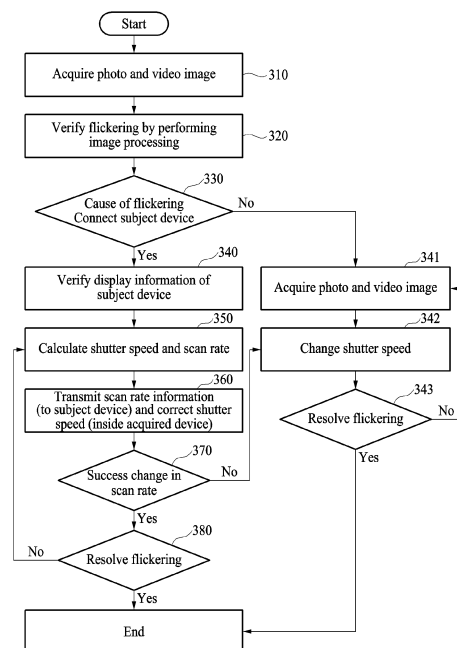 Start
Acquire photo and video image
310
Verify flickering by performing
image processing
320
330
Cause of flickering
Connect subject device
No
Yes
340
Verify display information of
subject device
341
Acquire photo and video image
350
Calculate shutter speed and scan rate
342
Change shutter speed
360
Transmit scan rate information
(to subject device) and correct shutter
speed (inside acquired device)
343
Resolve flickering
No
Yes
370
Success change in
scan rate
No
Yes
380
Resolve flickering
No
Yes
End